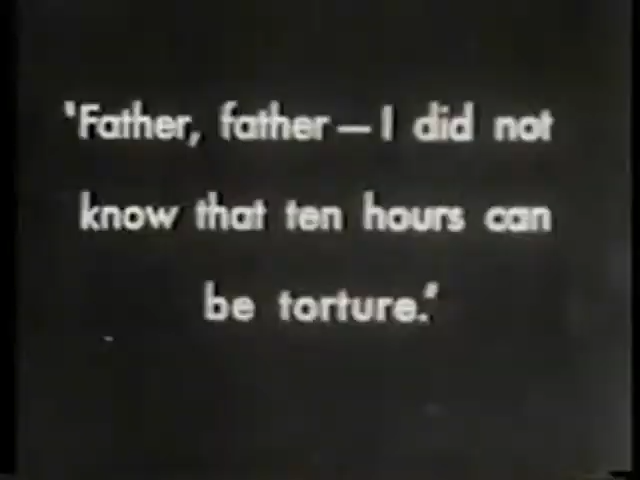 'Father, father—I did not
know that ten hours can
be torture.'